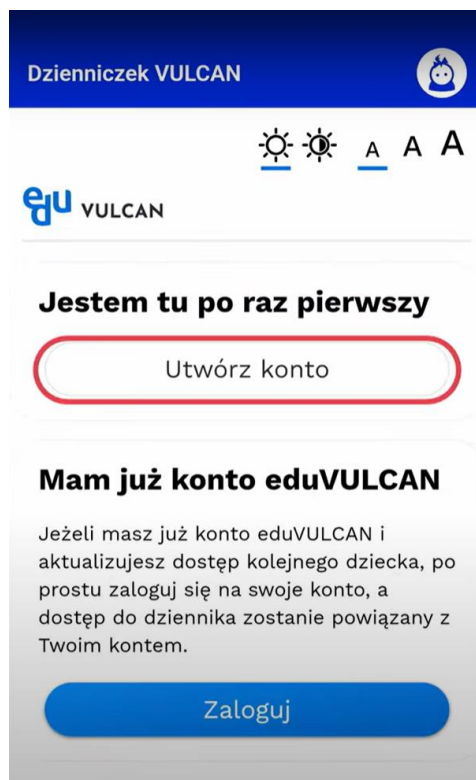 Dzienniczek VULCAN
A A A
edu VULCAN
Jestem tu po raz pierwszy
Utwórz konto
Mam już konto eduVULCAN
Jeżeli masz już konto eduVULCAN i
aktualizujesz dostęp kolejnego dziecka, po
prostu zaloguj się na swoje konto, a
dostęp do dziennika zostanie powiązany z
Twoim kontem.
Zaloguj